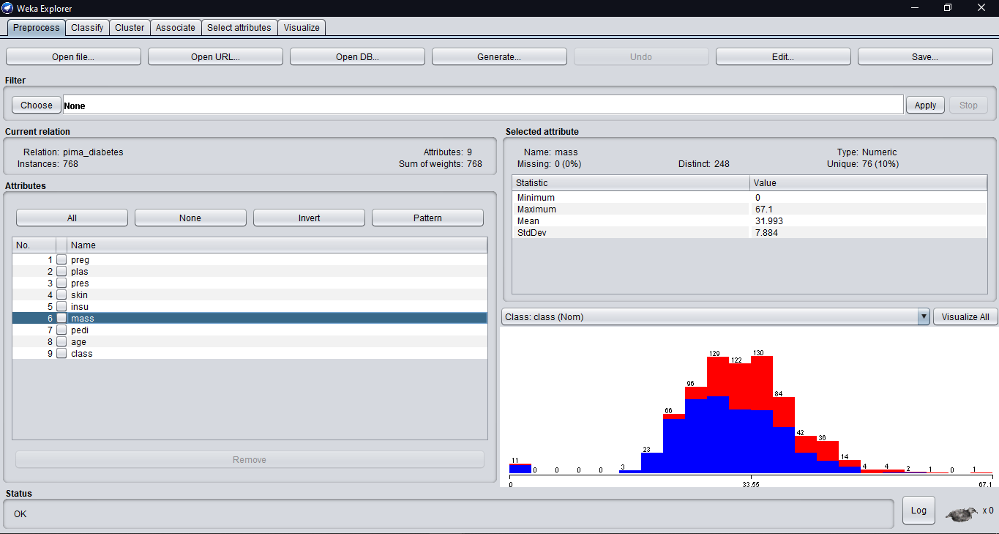 Weka Explorer
Preprocess Classify Cluster Associate Select attributes Visualize
Open file... Open URL... Open DB... Generate... Undo Edit... Save...
Filter
Choose None Apply Stop
Current relation
Relation: pima_diabetes Attributes: 9
Instances: 768 Sum of weights: 768
Attributes
All None Invert Pattern
No. Name
1 preg
2 plas
3 pres
4 skin
5 insu
6 mass
7 pedi
8 age
9 class
Remove
Selected attribute
Name: mass Type: Numeric
Missing: 0 (0%) Distinct: 248 Unique: 76 (10%)
Statistic Value
Minimum 0
Maximum 67.1
Mean 31.993
StdDev 7.884
Class: class (Nom) Visualize All
11 0 0 0 0 3 23 66 96 129 122 130 84 42 36 14 4 4 2 1 0 1
0 33.55 67.1
Status
OK Log x 0